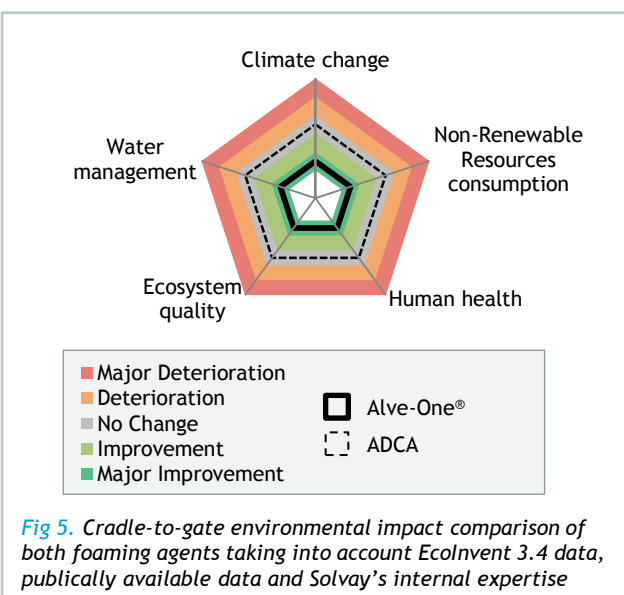 Climate change
Water
management
Non-Renewable
Resources
consumption
Ecosystem
quality
Human health
Major Deterioration
Deterioration
No Change
Improvement
Major Improvement
Alve-One®
ADCA
Fig 5. Cradle-to-gate environmental impact comparison of
both foaming agents taking into account EcoInvent 3.4 data,
publically available data and Solvay's internal expertise